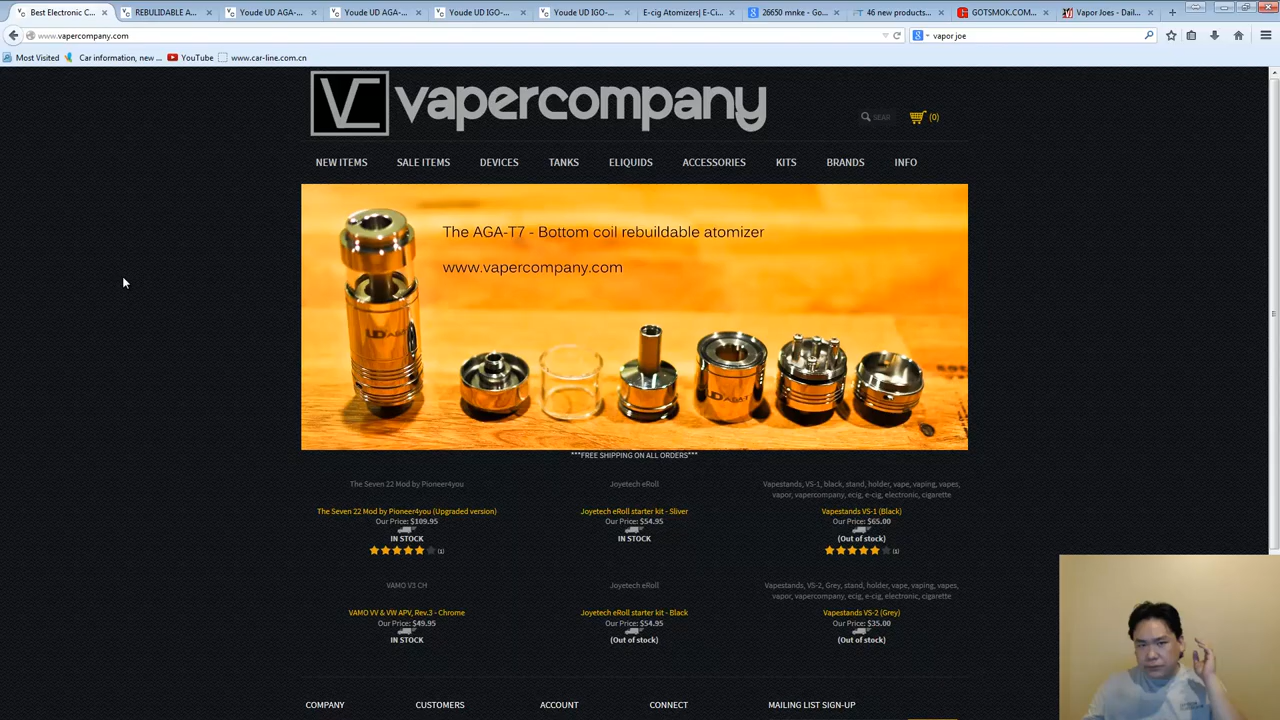 Best Electronic C...
REBULIDABLE A...
Youde UD AGA-...
Youde UD AGA-...
Youde UD IGO-...
Youde UD IGO-...
E-cig Atomizers| E-Ci...
26650 mnke - Go...
46 new products...
GOTSMOK.COM...
Vapor Joes - Dail...
www.vapercompany.com
vapor joe
Most Visited
Car information, new ...
YouTube
www.car-line.com.cn
VC vapercompany
SEAR
(0)
NEW ITEMS
SALE ITEMS
DEVICES
TANKS
ELIQUIDS
ACCESSORIES
KITS
BRANDS
INFO
The AGA-T7 - Bottom coil rebuildable atomizer
www.vapercompany.com
***FREE SHIPPING ON ALL ORDERS***
The Seven 22 Mod by Pioneer4you
The Seven 22 Mod by Pioneer4you (Upgraded version)
Our Price: $109.95
IN STOCK
(1)
Joyetech eRoll
Joyetech eRoll starter kit - Sliver
Our Price: $54.95
IN STOCK
Vapestands, VS-1, black, stand, holder, vape, vaping, vapes,
vapor, vapercompany, ecig, e-cig, electronic, cigarette
Vapestands VS-1 (Black)
Our Price: $65.00
(Out of stock)
(1)
VAMO V3 CH
VAMO VV & VW APV, Rev.3 - Chrome
Our Price: $49.95
IN STOCK
Joyetech eRoll
Joyetech eRoll starter kit - Black
Our Price: $54.95
(Out of stock)
Vapestands, VS-2, Grey, stand, holder, vape, vaping, vapes,
vapor, vapercompany, ecig, e-cig, electronic, cigarette
Vapestands VS-2 (Grey)
Our Price: $35.00
(Out of stock)
COMPANY
CUSTOMERS
ACCOUNT
CONNECT
MAILING LIST SIGN-UP